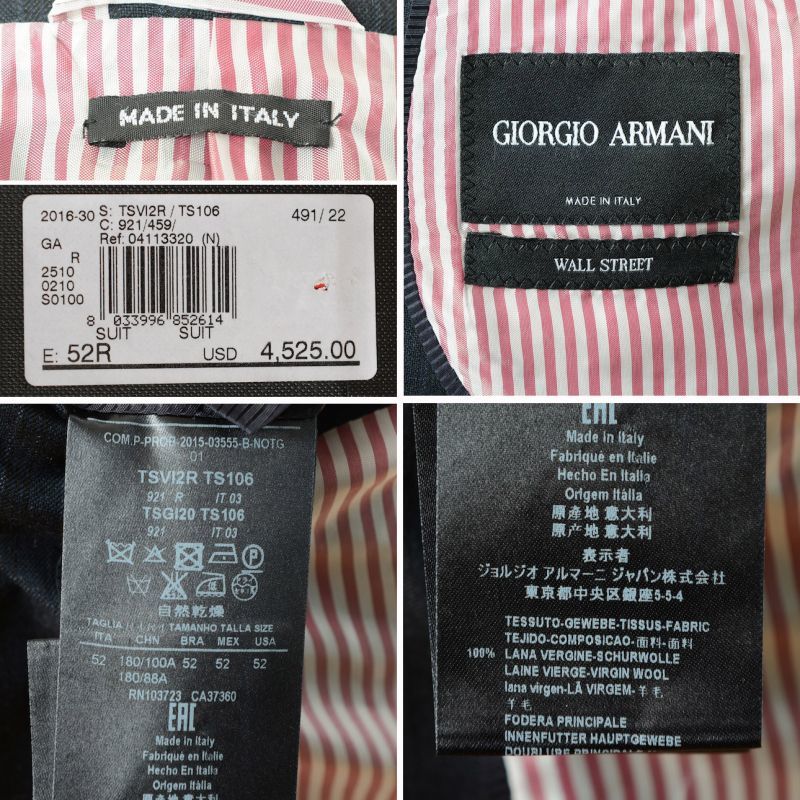 MADE IN ITALY
GIORGIO ARMANI
MADE IN ITALY
WALL STREET
2016-30 S: TSVI2R / TS106 491/ 22
C: 921/459/
GA Ref: 04113320 (N)
R
2510
0210
S0100
8 033996 852614
SUIT SUIT
E: 52R USD 4,525.00
COM.P-PROB-2015-03555-B-NOTG
01
TSVI2R TS106
921 R IT 03
TSGI20 TS106
921 IT 03
自然乾燥
TAGLIA TAMANHO TALLA SIZE
ITA CHN BRA MEX USA
52 180/100A 52 52 52
180/88A
RN103723 CA37360
EAC
Made in Italy
Fabriqué en Italie
Hecho En Italia
Origem Itália
EAC
Made in Italy
Fabriqué en Italie
Hecho En Italia
Origem Itália
原產地 意大利
原产地 意大利
表示者
ジョルジオ アルマーニ ジャパン株式会社
東京都中央区銀座5-5-4
TESSUTO-GEWEBE-TISSUS-FABRIC
TEJIDO-COMPOSICAO-面料-面料
100% LANA VERGINE-SCHURWOLLE
LAINE VIERGE-VIRGIN WOOL
lana virgen-LÃ VIRGEM-羊毛
羊毛
FODERA PRINCIPALE
INNENFUTTER HAUPTGEWEBE
DOUBLURE PRINCIPALE